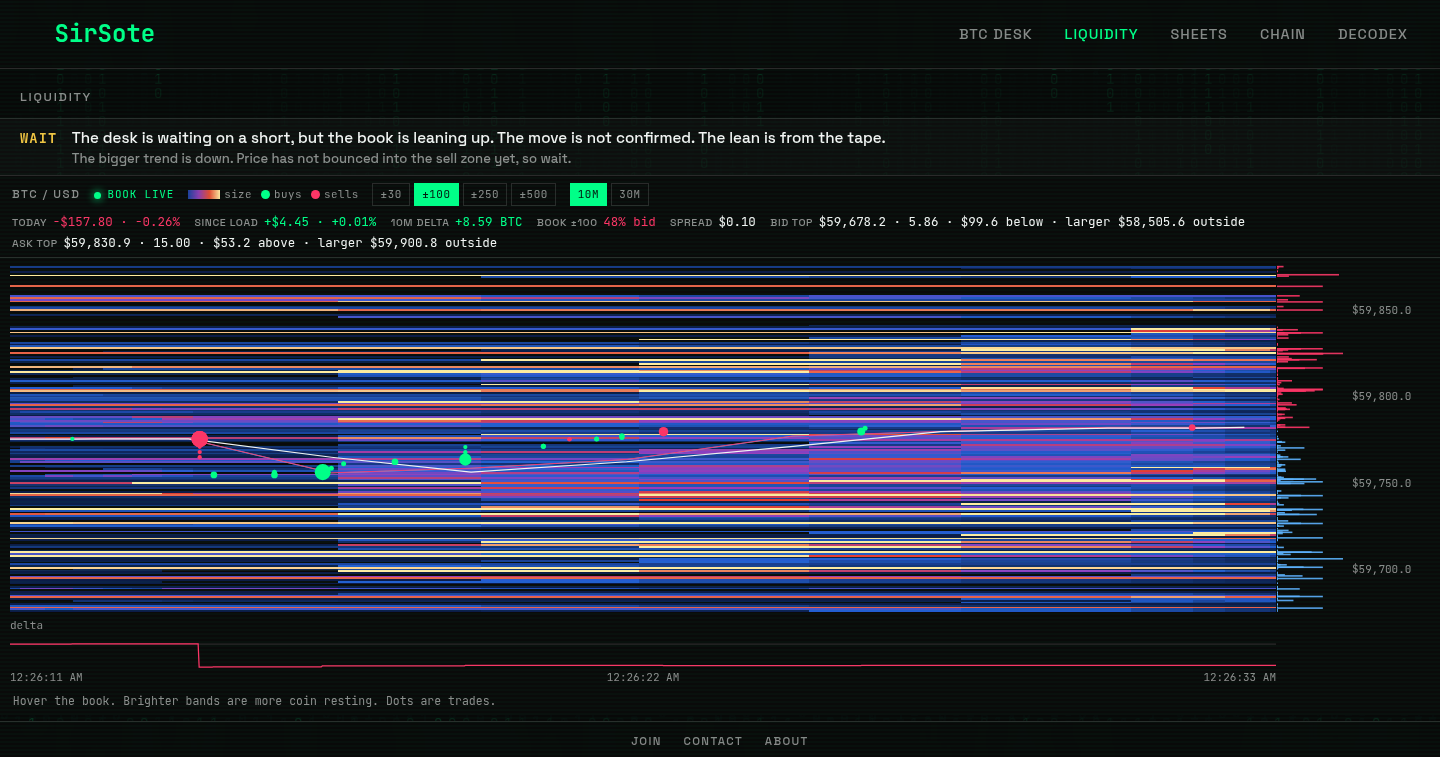 SirSote
BTC DESK LIQUIDITY SHEETS CHAIN DECODEX
LIQUIDITY
WAIT The desk is waiting on a short, but the book is leaning up. The move is not confirmed. The lean is from the tape.
The bigger trend is down. Price has not bounced into the sell zone yet, so wait.
BTC / USD BOOK LIVE size buys sells ±30 ±100 ±250 ±500 10M 30M
TODAY -$157.80 · -0.26% SINCE LOAD +$4.45 · +0.01% 10M DELTA +8.59 BTC BOOK ±100 48% bid SPREAD $0.10 BID TOP $59,678.2 · 5.86 · $99.6 below · larger $58,505.6 outside
ASK TOP $59,830.9 · 15.00 · $53.2 above · larger $59,900.8 outside
$59,850.0
$59,800.0
$59,750.0
$59,700.0
delta
12:26:11 AM 12:26:22 AM 12:26:33 AM
Hover the book. Brighter bands are more coin resting. Dots are trades.
JOIN CONTACT ABOUT